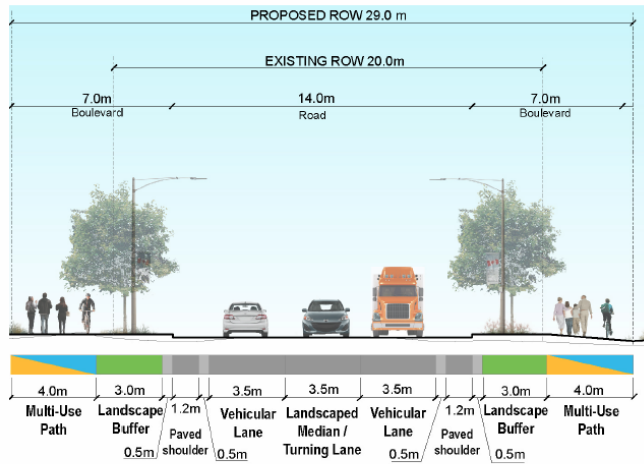 PROPOSED ROW 29.0 m
EXISTING ROW 20.0m
7.0m 14.0m 7.0m
Boulevard Road Boulevard
4.0m 3.0m 3.5m 3.5m 3.5m 3.0m 4.0m
1.2m 1.2m
Multi-Use Landscape Vehicular Landscaped Vehicular Landscape Multi-Use
Path Buffer Paved Lane Median / Lane Paved Buffer Path
shoulder Turning Lane shoulder
0.5m 0.5m 0.5m 0.5m